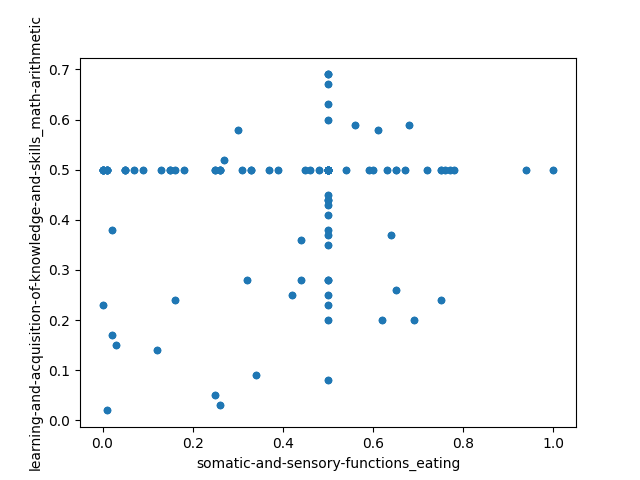 learning-and-acquisition-of-knowledge-and-skills_math-arithmetic
0.7
0.6
0.5
0.4
0.3
0.2
0.1
0.0
0.0 0.2 0.4 0.6 0.8 1.0
somatic-and-sensory-functions_eating